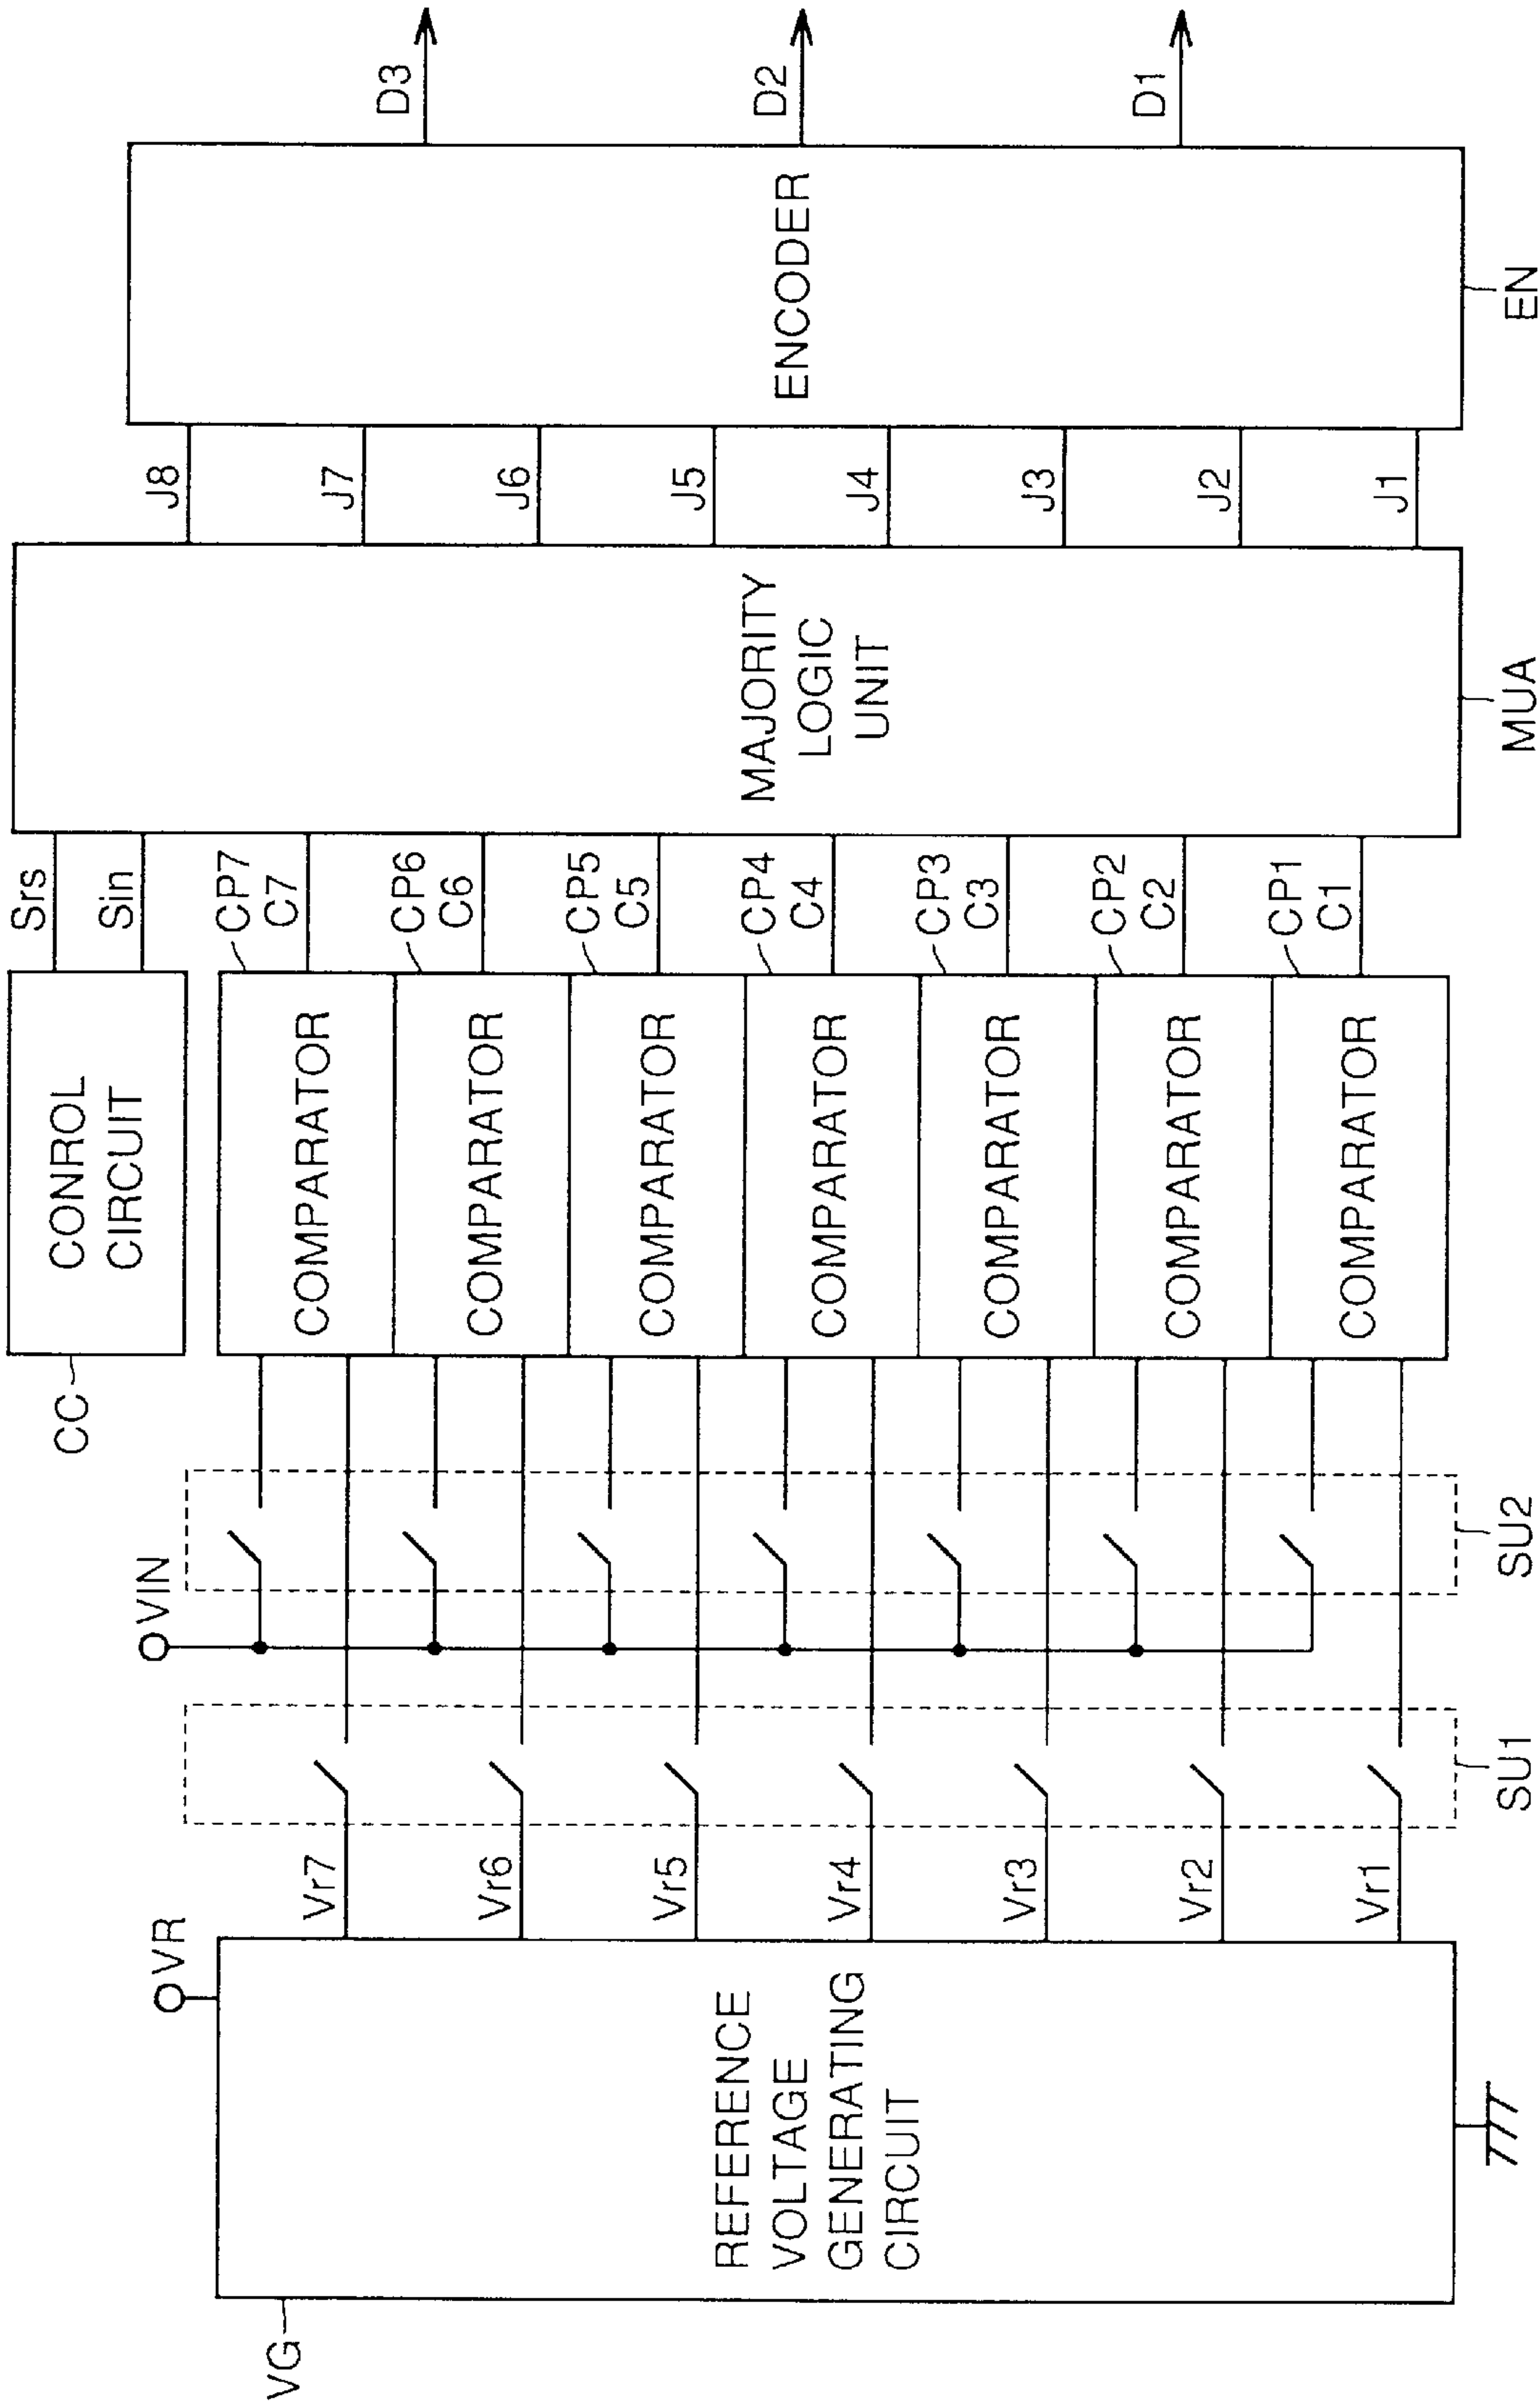 VG
REFERENCE
VOLTAGE
GENERATING
CIRCUIT
VR
Vr7
Vr6
Vr5
Vr4
Vr3
Vr2
Vr1
SU1
VIN
SU2
CC
CONROL
CIRCUIT
COMPARATOR
COMPARATOR
COMPARATOR
COMPARATOR
COMPARATOR
COMPARATOR
COMPARATOR
Srs
Sin
CP7
C7
CP6
C6
CP5
C5
CP4
C4
CP3
C3
CP2
C2
CP1
C1
MAJORITY
LOGIC
UNIT
MUA
J8
J7
J6
J5
J4
J3
J2
J1
ENCODER
EN
D3
D2
D1